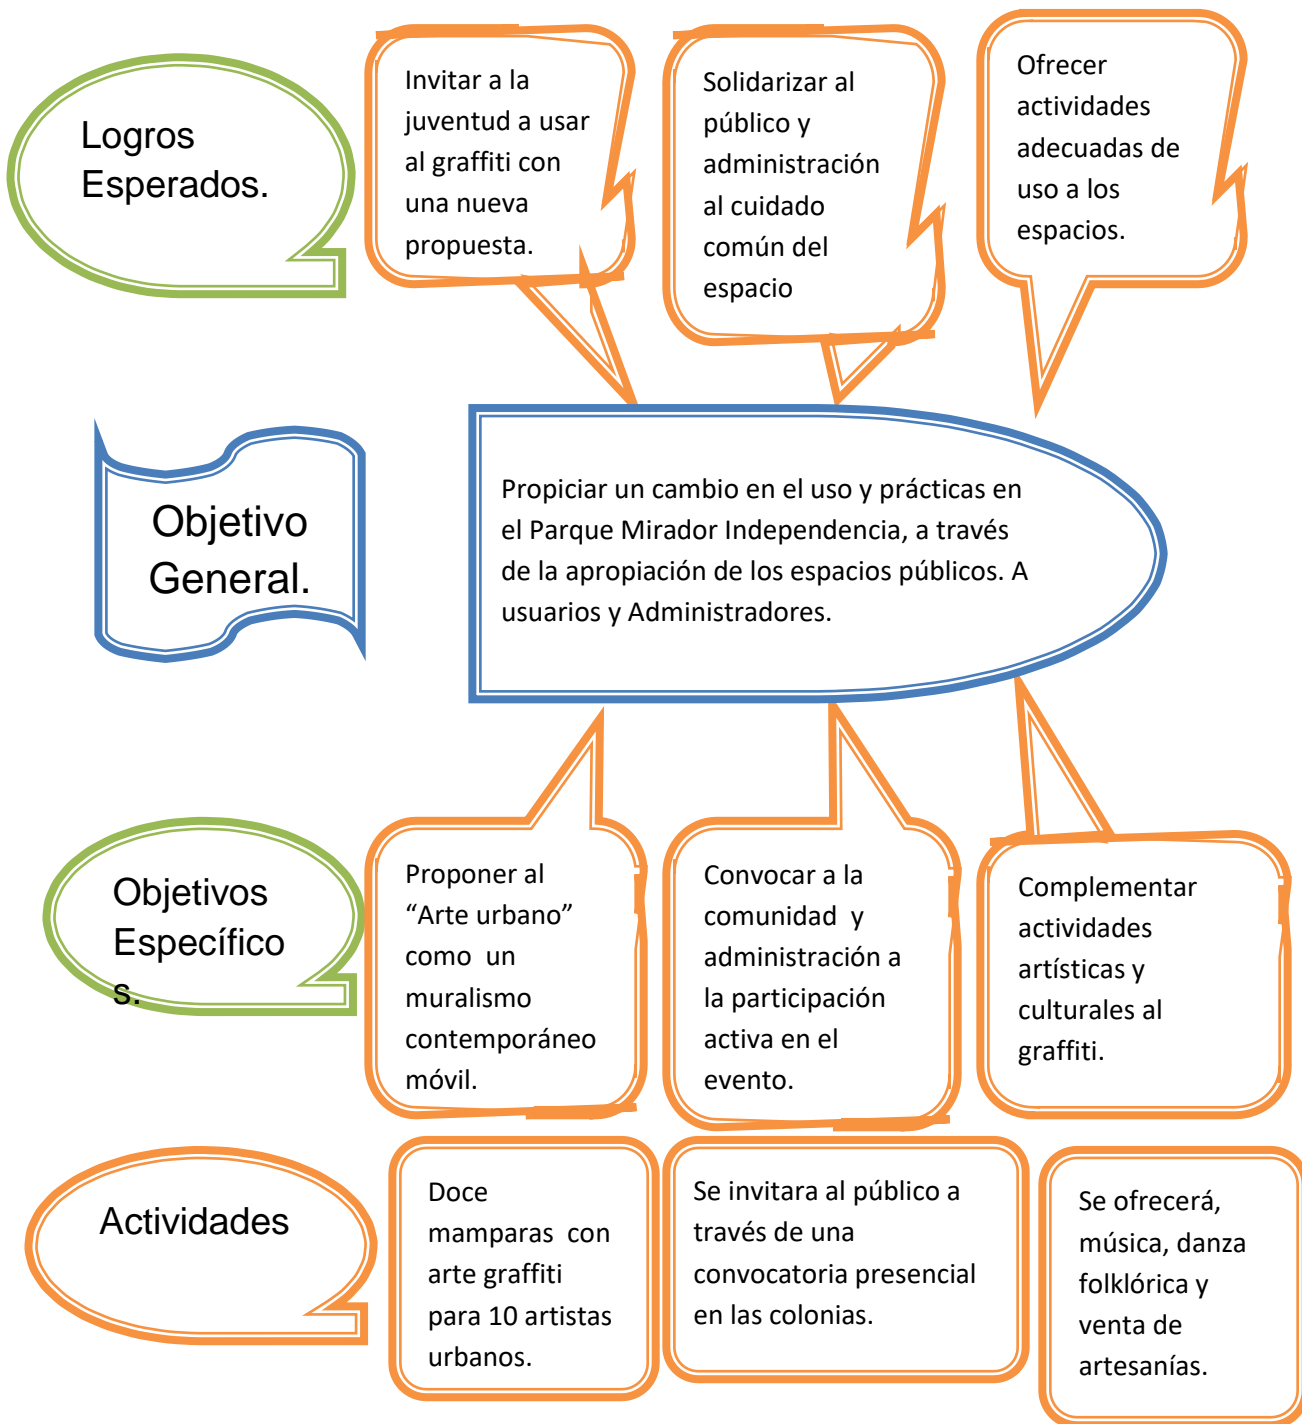 Logros
Esperados.
Invitar a la
juventud a usar
al graffiti con
una nueva
propuesta.
Solidarizar al
público y
administración
al cuidado
común del
espacio
Ofrecer
actividades
adecuadas de
uso a los
espacios.
Objetivo
General.
Propiciar un cambio en el uso y prácticas en
el Parque Mirador Independencia, a través
de la apropiación de los espacios públicos. A
usuarios y Administradores.
Objetivos
Específico
s.
Proponer al
“Arte urbano”
como un
muralismo
contemporáneo
móvil.
Convocar a la
comunidad y
administración a
la participación
activa en el
evento.
Complementar
actividades
artísticas y
culturales al
graffiti.
Actividades
Doce
mamparas con
arte graffiti
para 10 artistas
urbanos.
Se invitara al público a
través de una
convocatoria presencial
en las colonias.
Se ofrecerá,
música, danza
folklórica y
venta de
artesanías.